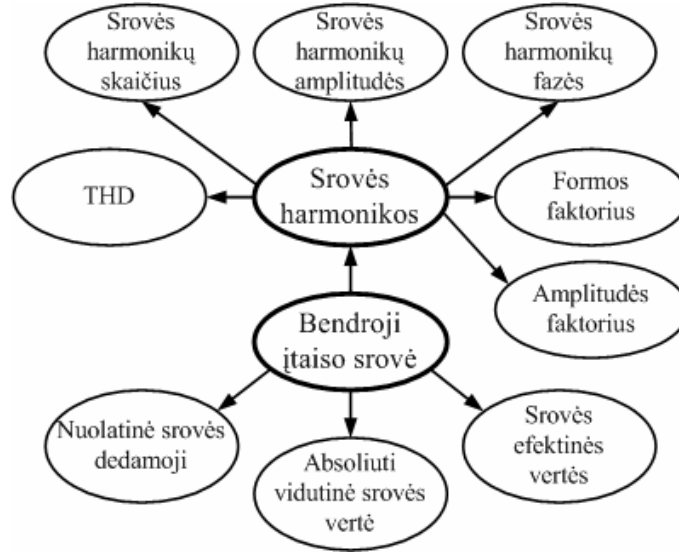 Srovės
harmonikų
skaičius
Srovės
harmonikų
amplitudės
Srovės
harmonikų
fazės
THD
Srovės
harmonikos
Formos
faktorius
Amplitudės
faktorius
Bendroji
įtaiso srovė
Nuolatinė srovės
dedamoji
Absoliuti
vidutinė srovės
vertė
Srovės
efektinės
vertės